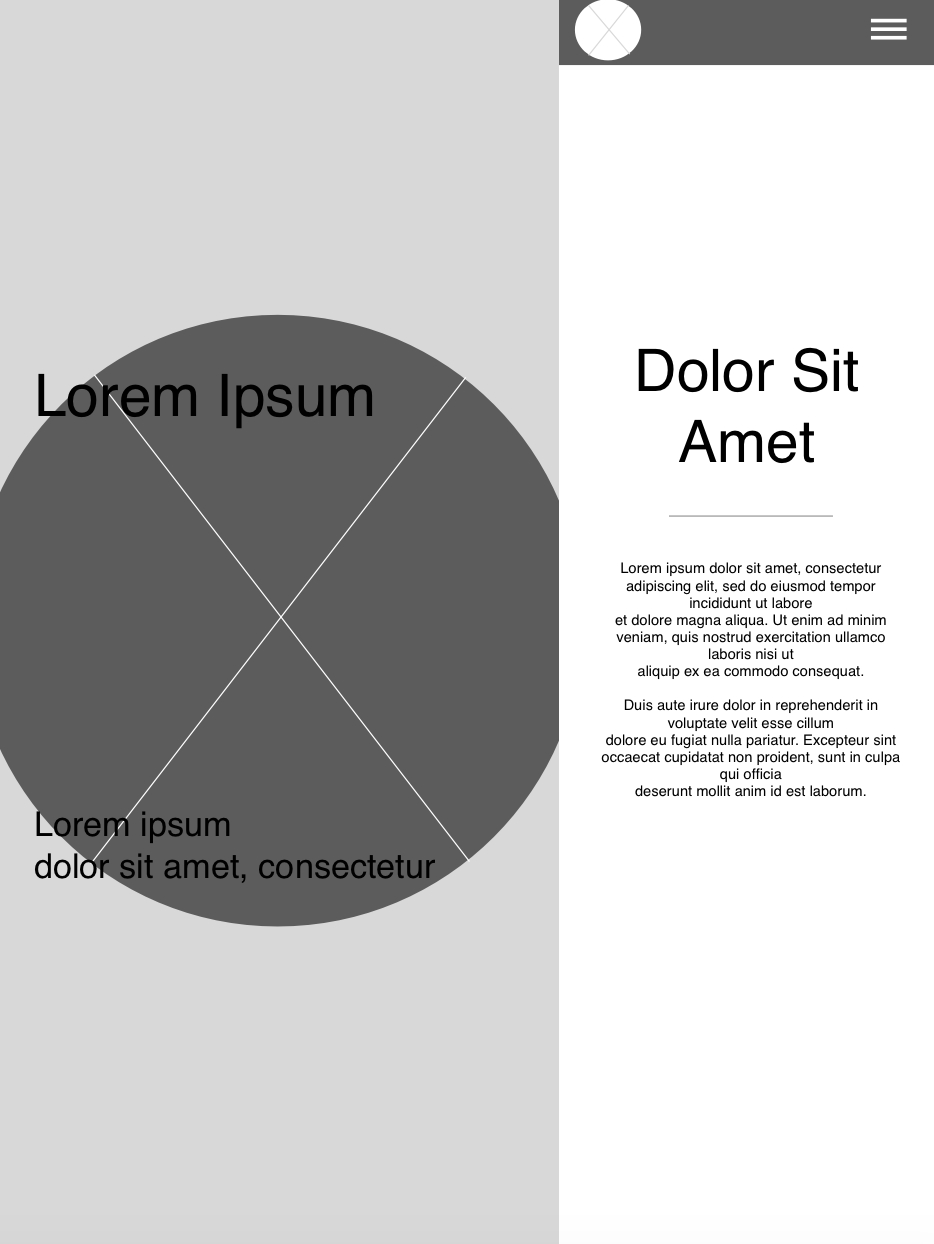 Lorem Ipsum
Lorem ipsum
dolor sit amet, consectetur
Dolor Sit
Amet
Lorem ipsum dolor sit amet, consectetur
adipiscing elit, sed do eiusmod tempor
incididunt ut labore
et dolore magna aliqua. Ut enim ad minim
veniam, quis nostrud exercitation ullamco
laboris nisi ut
aliquip ex ea commodo consequat.
Duis aute irure dolor in reprehenderit in
voluptate velit esse cillum
dolore eu fugiat nulla pariatur. Excepteur sint
occaecat cupidatat non proident, sunt in culpa
qui officia
deserunt mollit anim id est laborum.